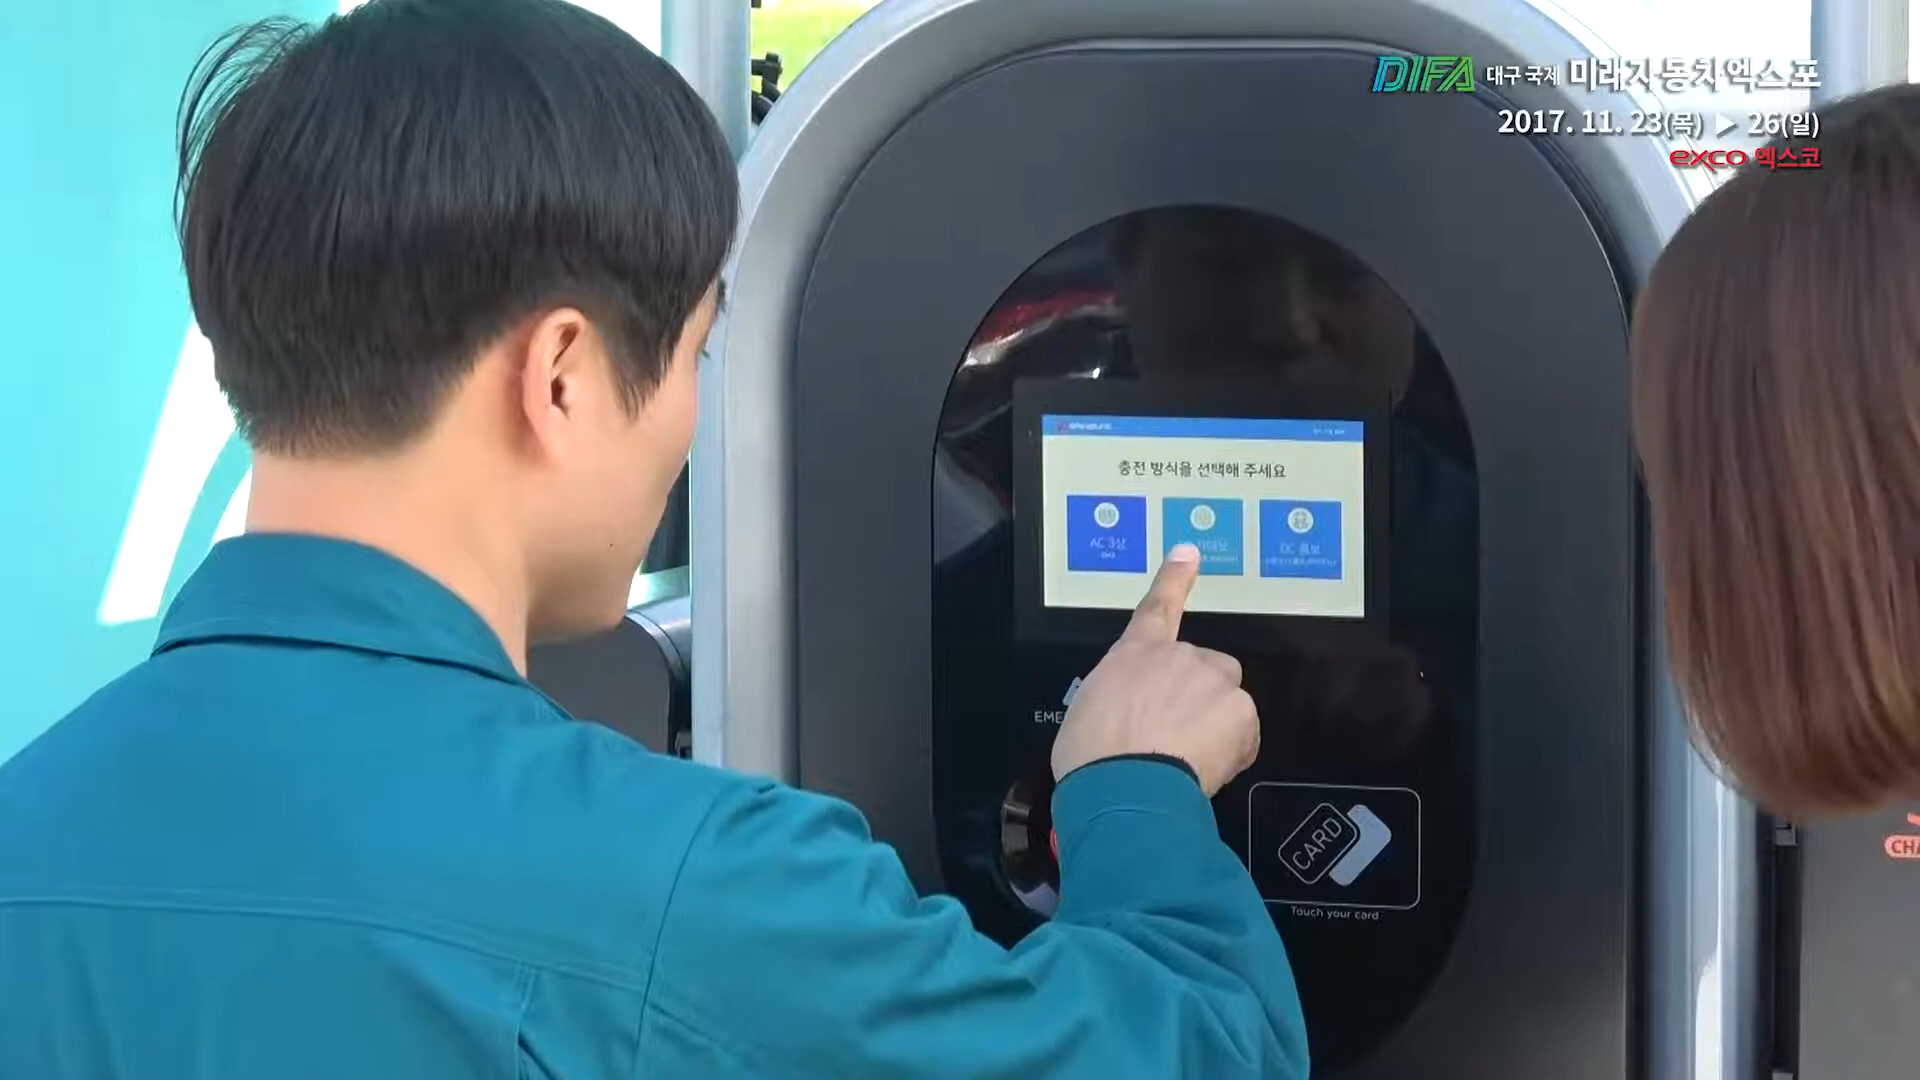 DIFA 대구 국제 미래자동차엑스포
2017. 11. 23(목) ▶ 26(일)
exco 엑스코
충전 방식을 선택해 주세요
AC 3상
DC 콤보
EME
CARD
Touch your card
CHA